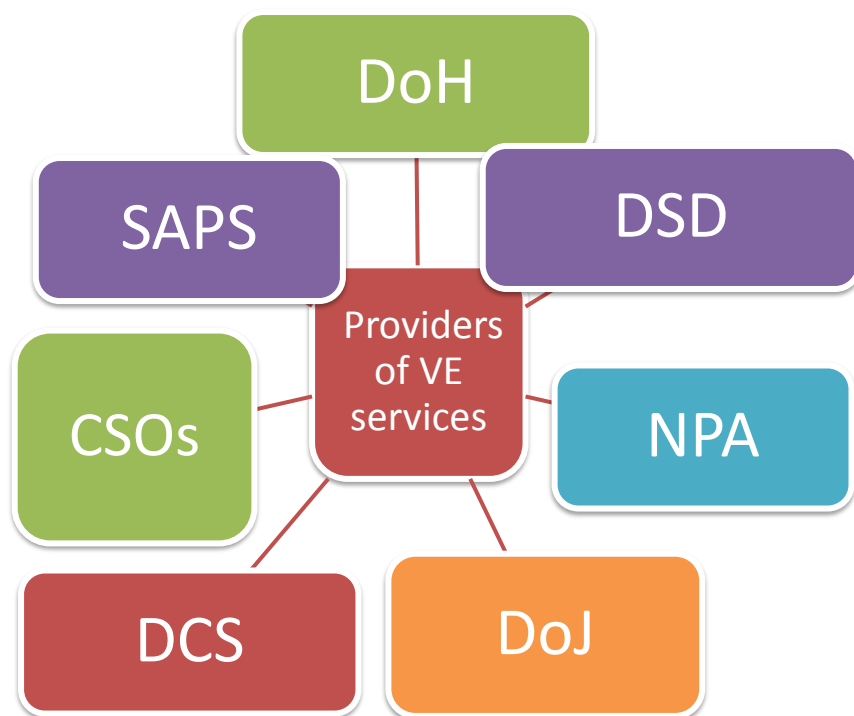 DoH
SAPS
DSD
Providers
of VE
services
CSOs
NPA
DCS
DoJ